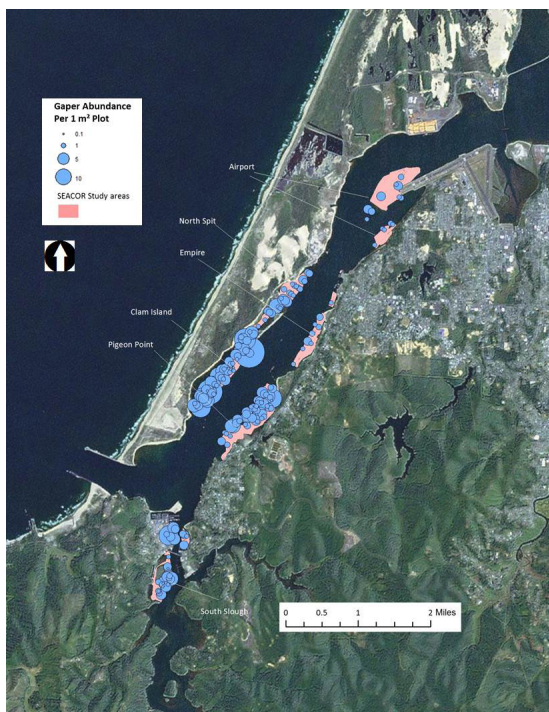 Gaper Abundance
Per 1 m² Plot
0.1
1
5
10
SEACOR Study areas
Airport
North Spit
Empire
Clam Island
Pigeon Point
South Slough
0 0.5 1 2 Miles